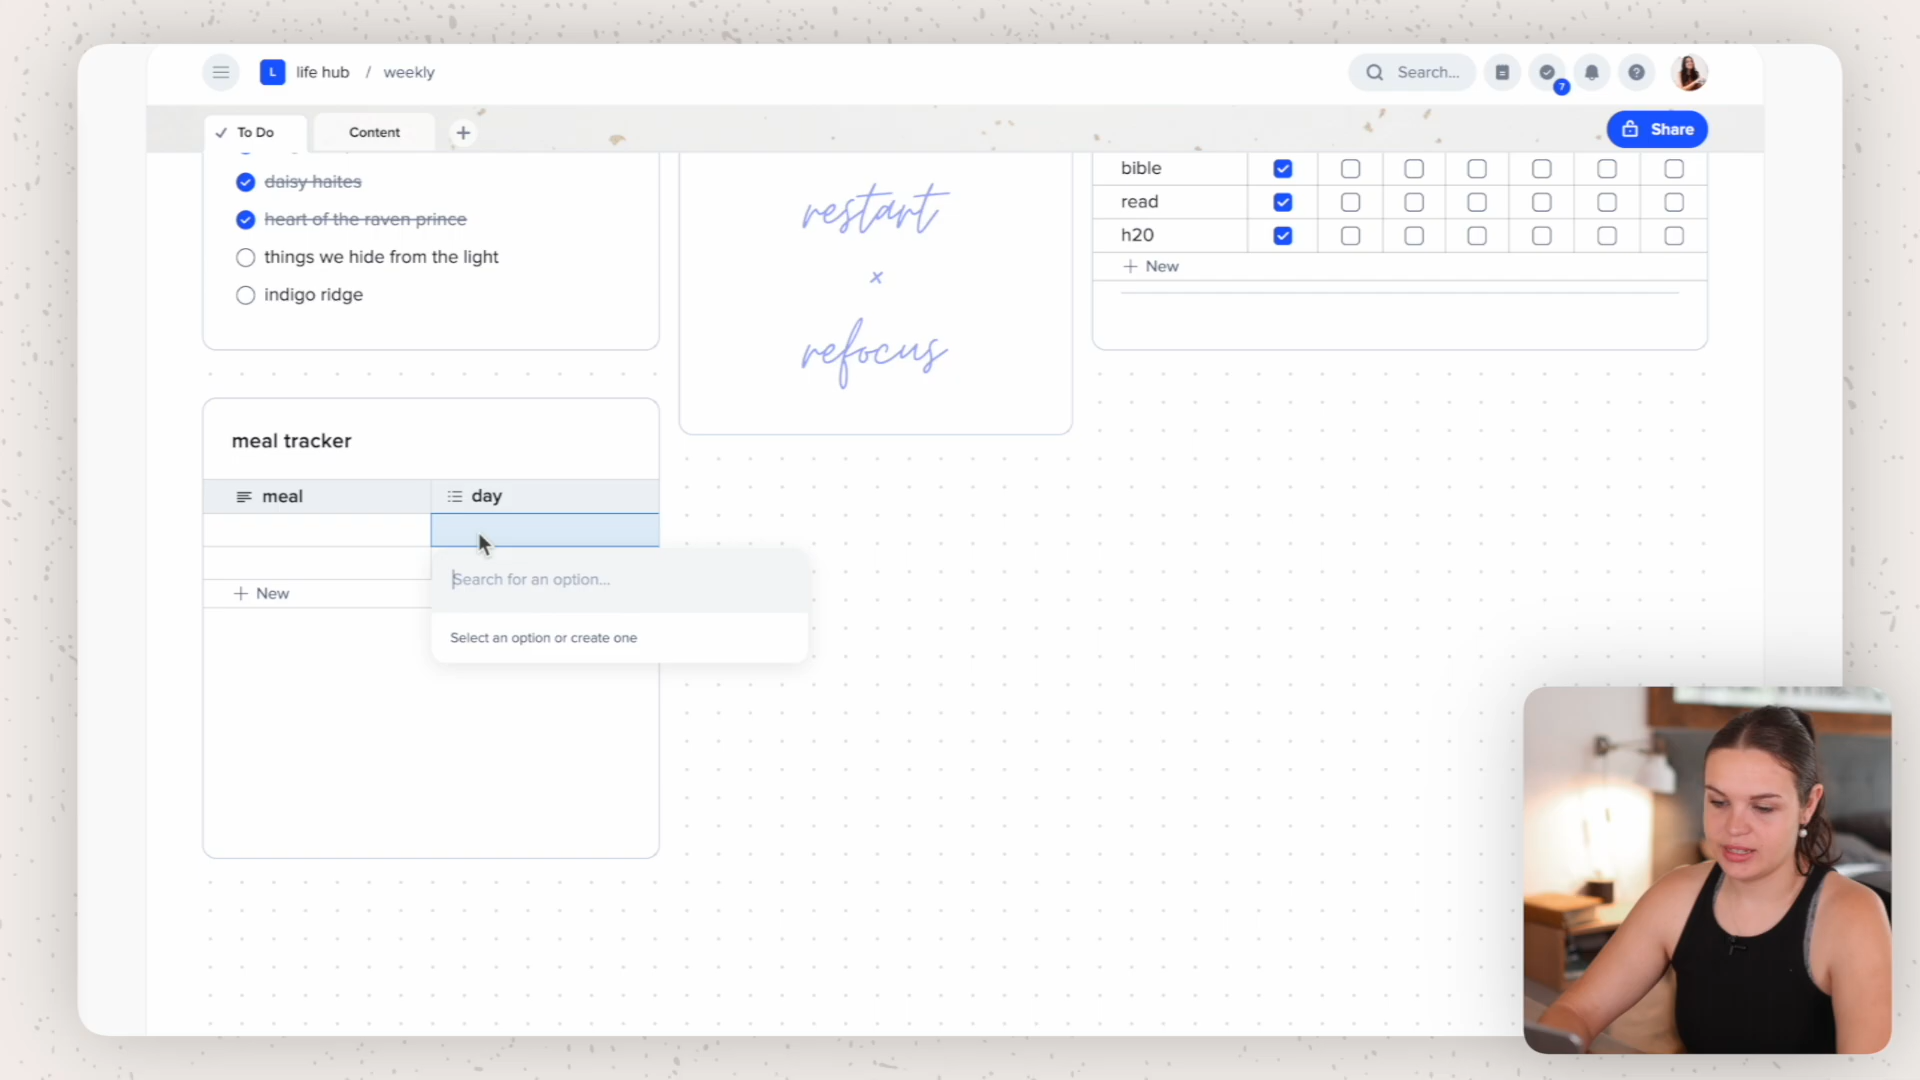 L life hub / weekly
Search...
7
To Do
Content
+
Share
daisy haites
heart of the raven prince
things we hide from the light
indigo ridge
restart
x
refocus
bible
read
h20
+ New
meal tracker
meal
day
+ New
Search for an option...
Select an option or create one